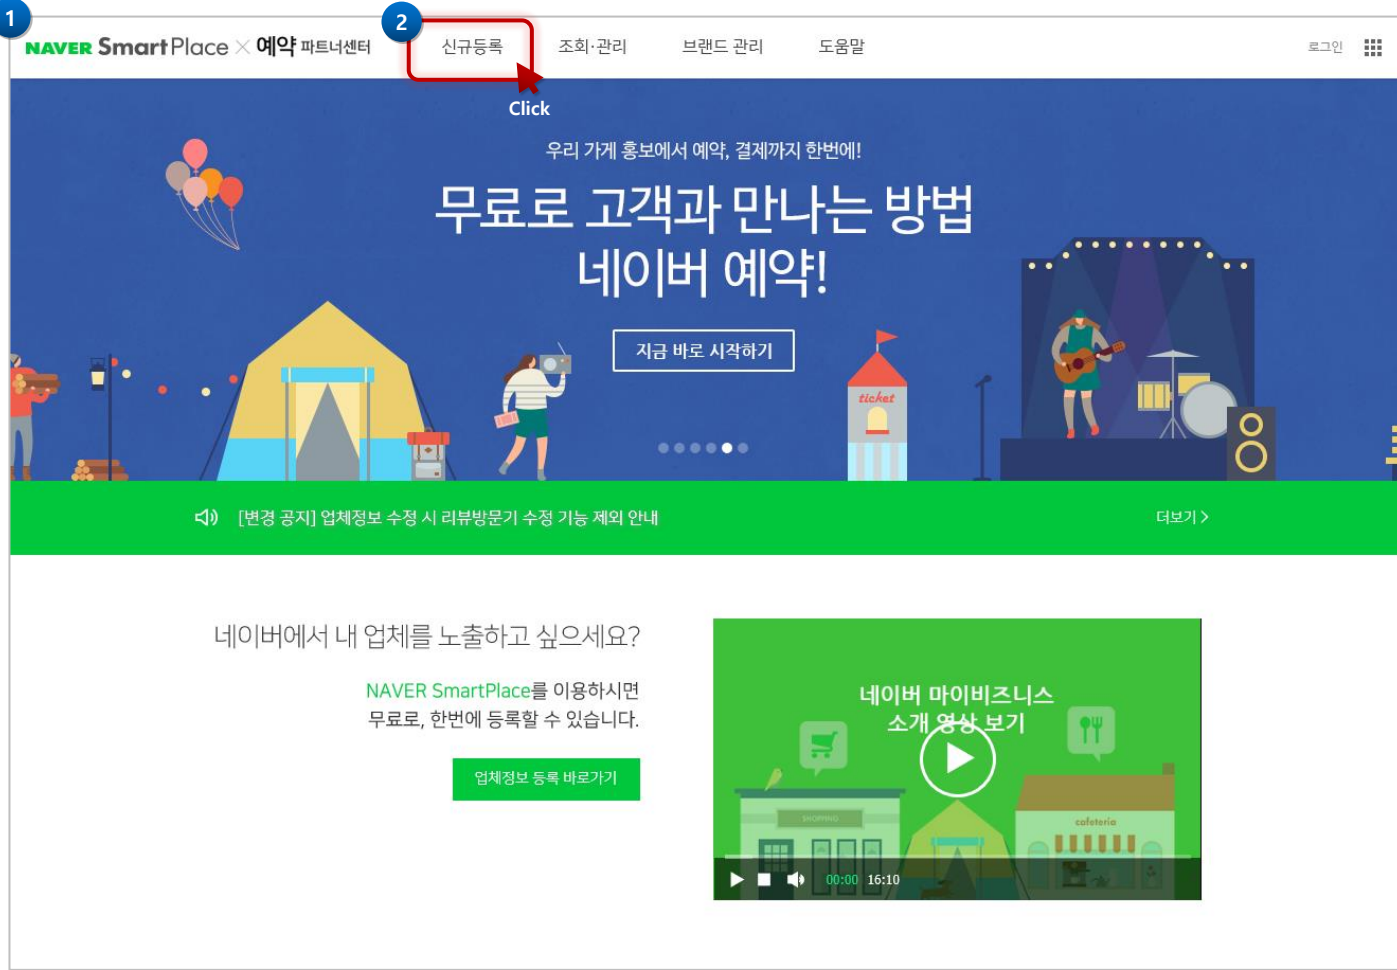 1
2
NAVER SmartPlace × 예약 파트너센터 신규등록 조회·관리 브랜드 관리 도움말 로그인
Click
우리 가게 홍보에서 예약, 결제까지 한번에!
무료로 고객과 만나는 방법
네이버 예약!
지금 바로 시작하기
ticket
[변경 공지] 업체정보 수정 시 리뷰방문기 수정 기능 제외 안내 더보기 >
네이버에서 내 업체를 노출하고 싶으세요?
NAVER SmartPlace를 이용하시면
무료로, 한번에 등록할 수 있습니다.
업체정보 등록 바로가기
네이버 마이비즈니스
소개 영상 보기
SHOPPING
cafeteria
00:00 16:10